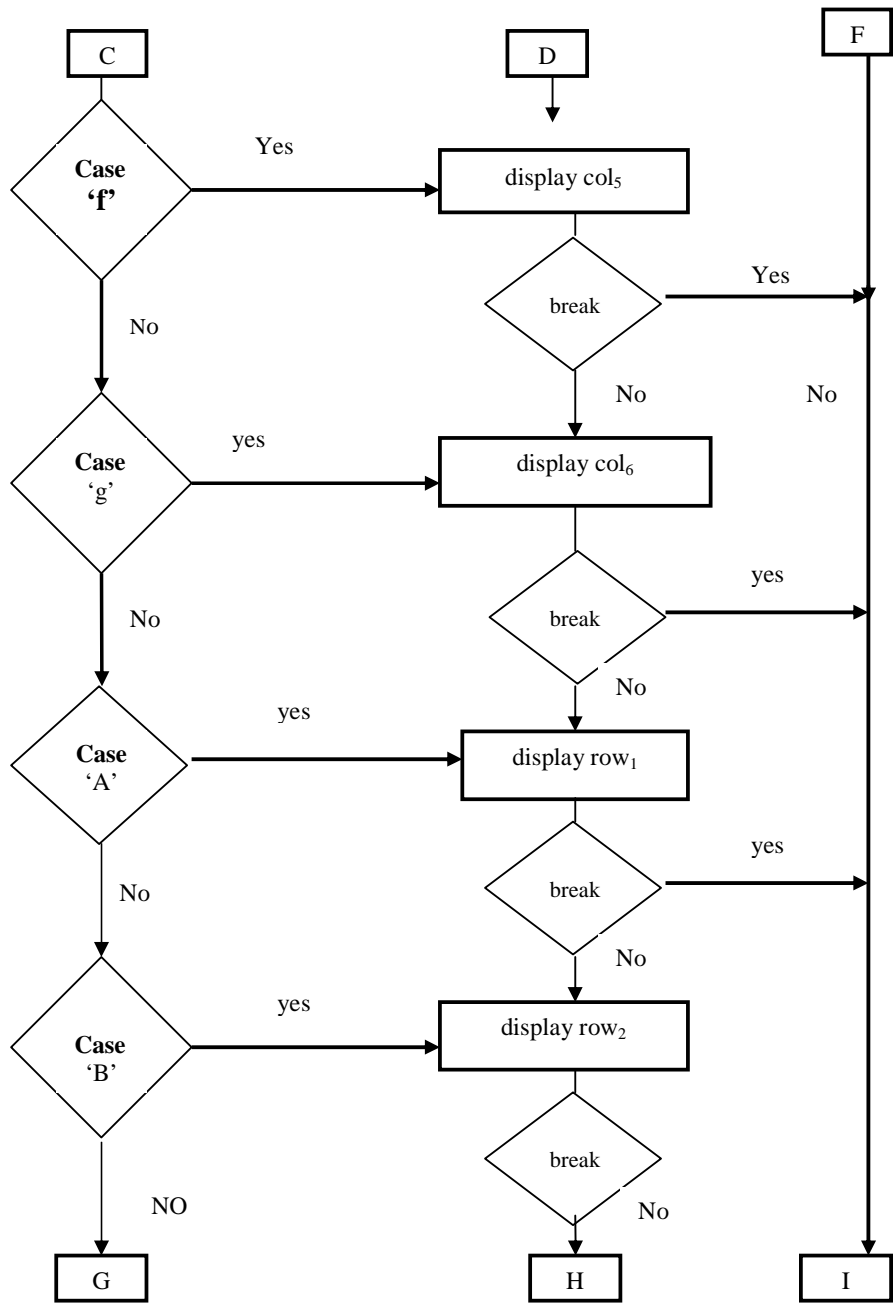 C
D
F
Case
‘f’
Yes
display col₅
break
Yes
No
No
No
Case
‘g’
yes
display col₆
break
yes
No
No
Case
‘A’
yes
display row₁
break
yes
No
No
Case
‘B’
yes
display row₂
break
NO
No
G
H
I